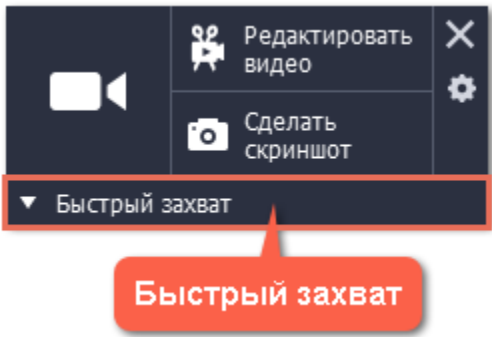 Редактировать
видео
Сделать
скриншот
Быстрый захват
Быстрый захват